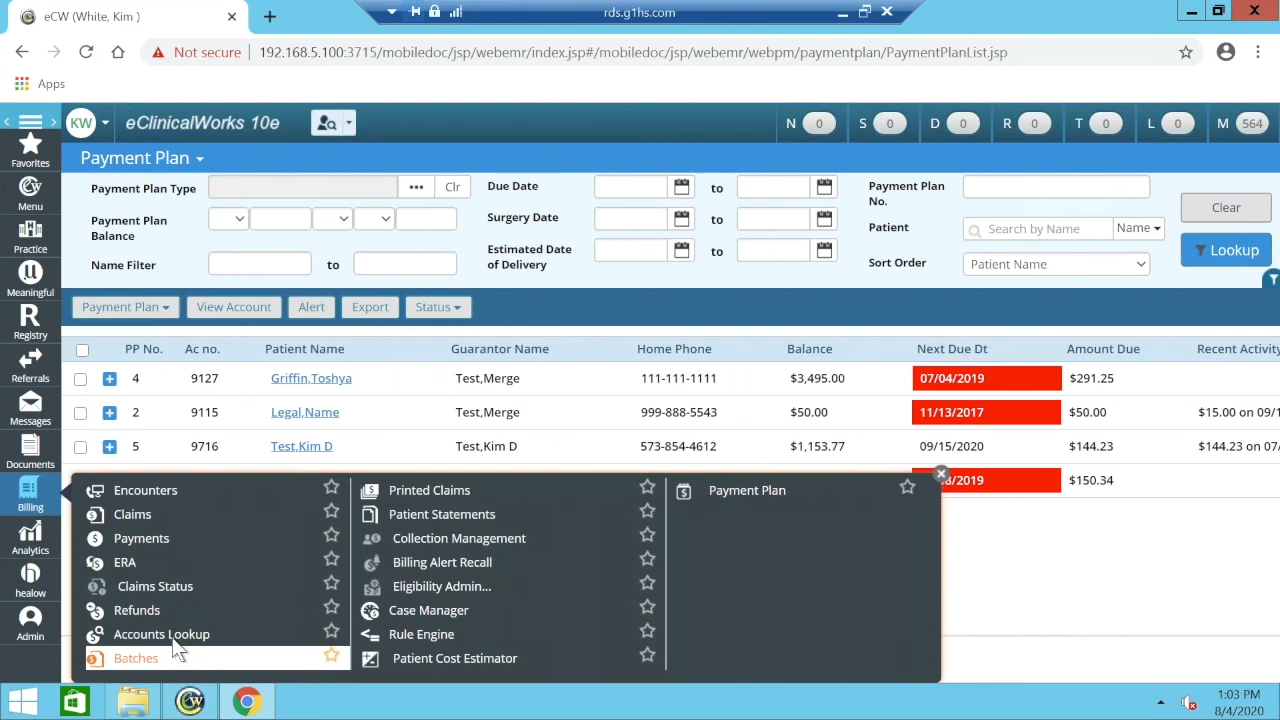 eCW (White, Kim )
rds.g1hs.com
Not secure
192.168.5.100:3715/mobiledoc/jsp/webemr/index.jsp#/mobiledoc/jsp/webemr/webpm/paymentplan/PaymentPlanList.jsp
Apps
KW
eClinicalWorks 10e
N 0 S 0 D 0 R 0 T 0 L 0 M 564
Payment Plan
Payment Plan Type ... Clr
Due Date to
Payment Plan No.
Clear
Payment Plan Balance
Surgery Date to
Patient Search by Name Name
Lookup
Name Filter to
Estimated Date of Delivery to
Sort Order Patient Name
Payment Plan View Account Alert Export Status
PP No. Ac no. Patient Name Guarantor Name Home Phone Balance Next Due Dt Amount Due Recent Activity
4 9127 Griffin,Toshya Test,Merge 111-111-1111 $3,495.00 07/04/2019 $291.25
2 9115 Legal,Name Test,Merge 999-888-5543 $50.00 11/13/2017 $50.00 $15.00 on 09/1
5 9716 Test,Kim D Test,Kim D 573-854-4612 $1,153.77 09/15/2020 $144.23 $144.23 on 07/
8/2019 $150.34
Favorites
Menu
Practice
Meaningful
Registry
Referrals
Messages
Documents
Billing
Analytics
healow
Admin
Encounters
Claims
Payments
ERA
Claims Status
Refunds
Accounts Lookup
Batches
Printed Claims
Patient Statements
Collection Management
Billing Alert Recall
Eligibility Admin...
Case Manager
Rule Engine
Patient Cost Estimator
Payment Plan
1:03 PM
8/4/2020